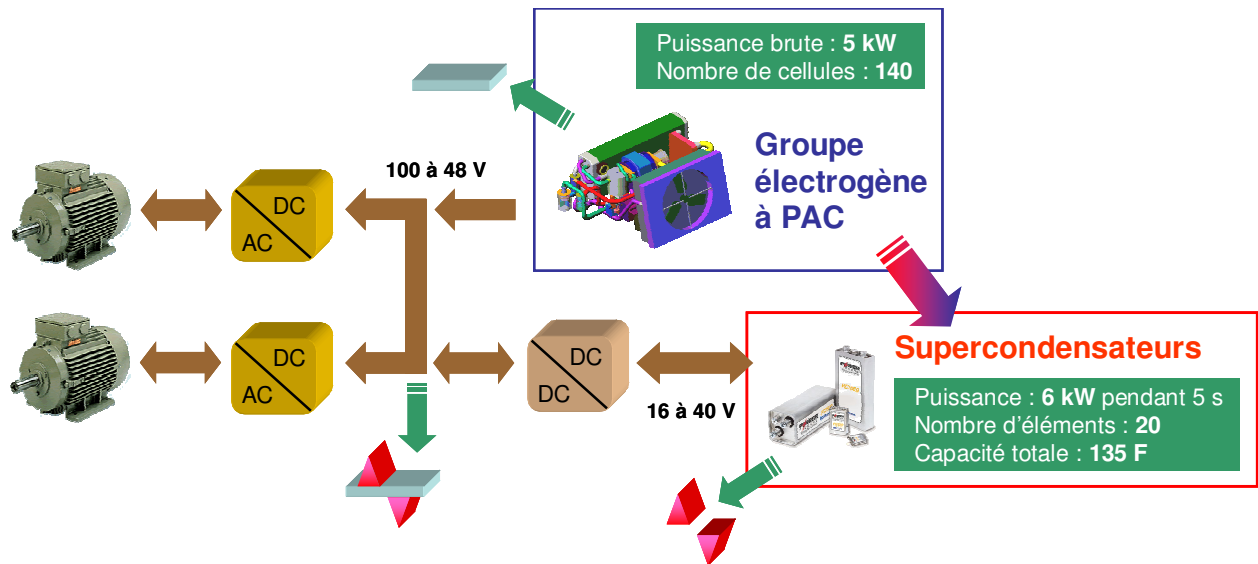 Puissance brute : 5 kW
Nombre de cellules : 140
Groupe
électrogène
à PAC
100 à 48 V
DC
AC
DC
AC
DC
DC
16 à 40 V
Supercondensateurs
Puissance : 6 kW pendant 5 s
Nombre d'éléments : 20
Capacité totale : 135 F